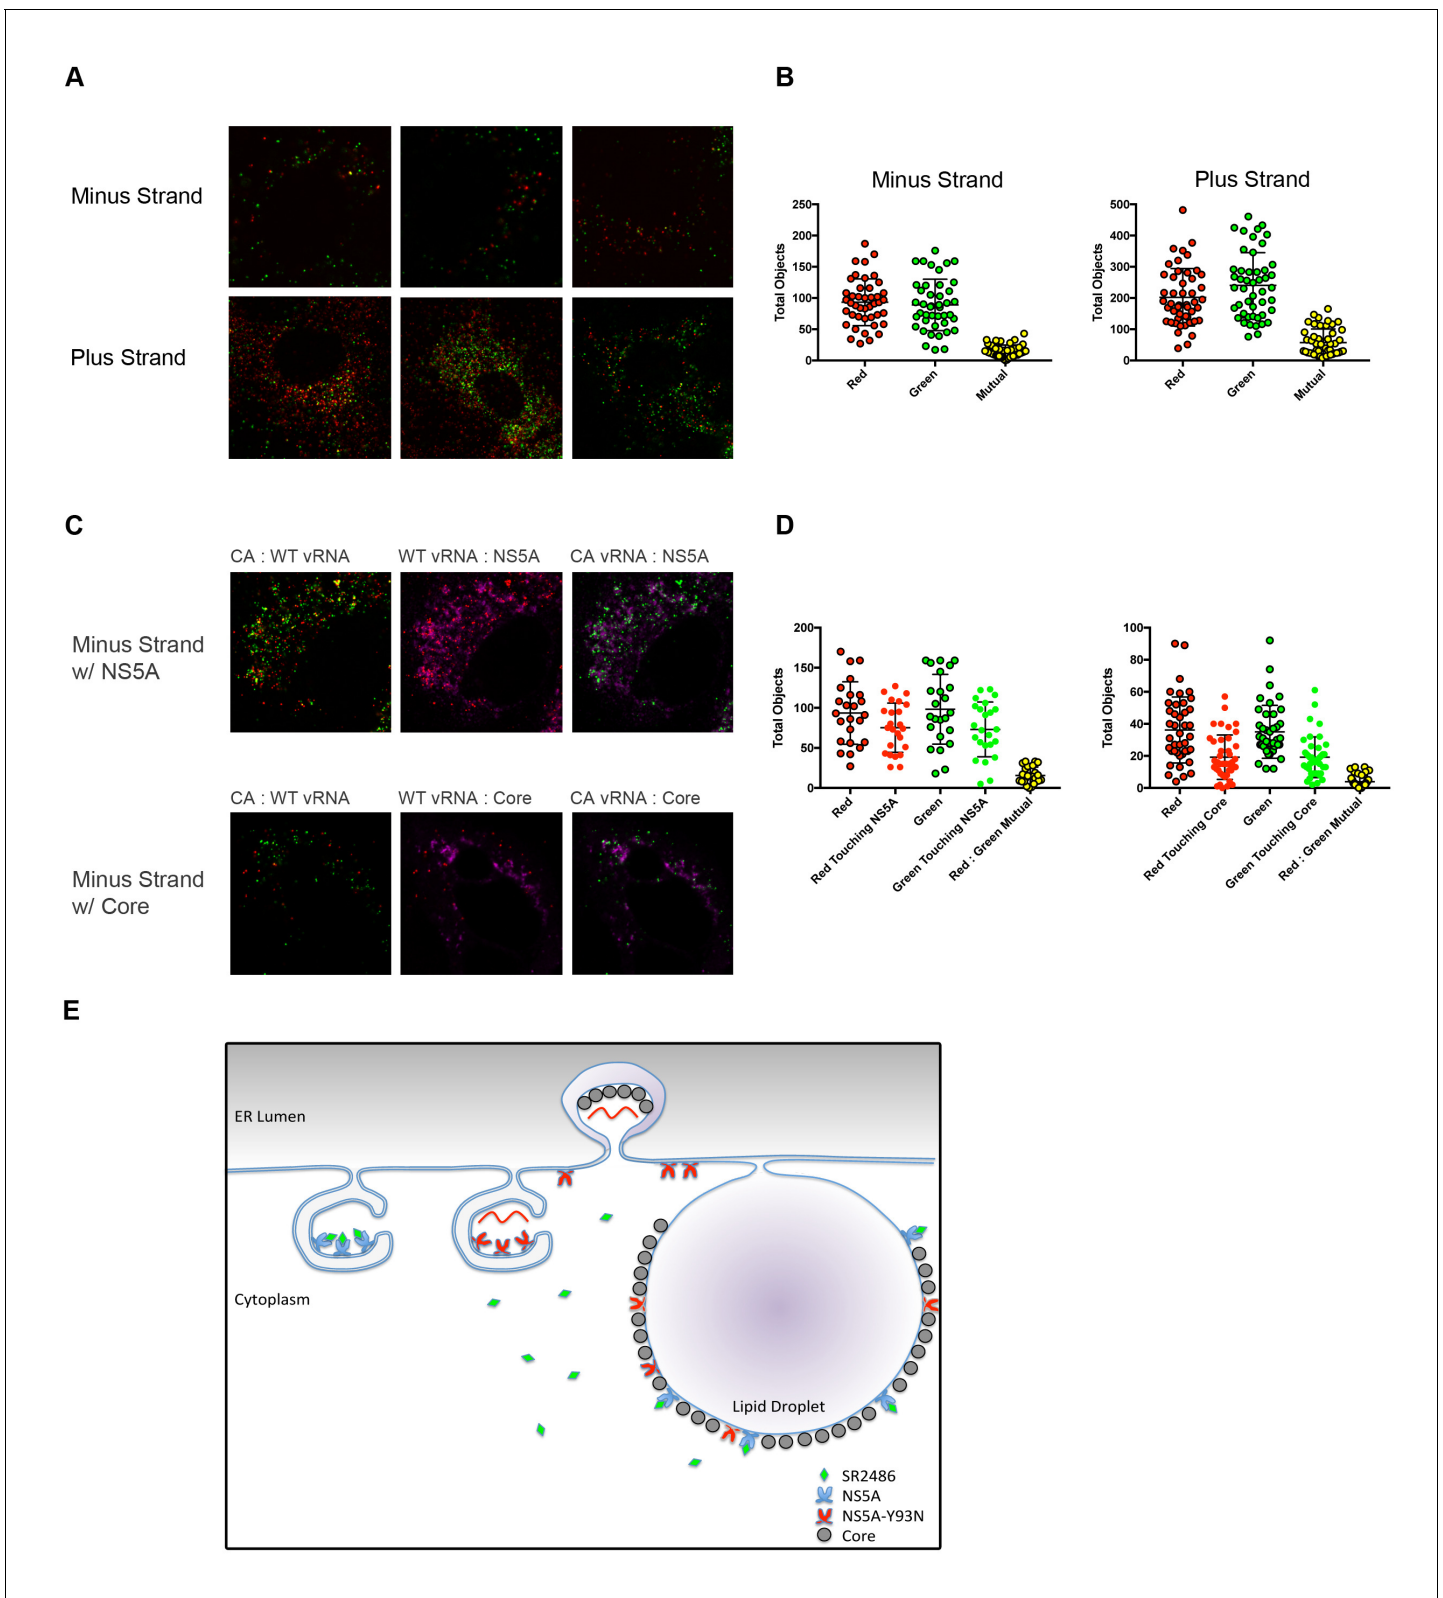 A
B
Minus Strand
Plus Strand
Minus Strand
250
200
150
100
50
0
Total Objects
Red
Green
Mutual
Plus Strand
500
400
300
200
100
0
Total Objects
Red
Green
Mutual
C
D
CA : WT vRNA
WT vRNA : NS5A
CA vRNA : NS5A
Minus Strand
w/ NS5A
CA : WT vRNA
WT vRNA : Core
CA vRNA : Core
Minus Strand
w/ Core
200
150
100
50
0
Total Objects
Red
Red Touching NS5A
Green
Green Touching NS5A
Red : Green Mutual
100
80
60
40
20
0
Total Objects
Red
Red Touching Core
Green
Green Touching Core
Red : Green Mutual
E
ER Lumen
Cytoplasm
Lipid Droplet
SR2486
NS5A
NS5A-Y93N
Core